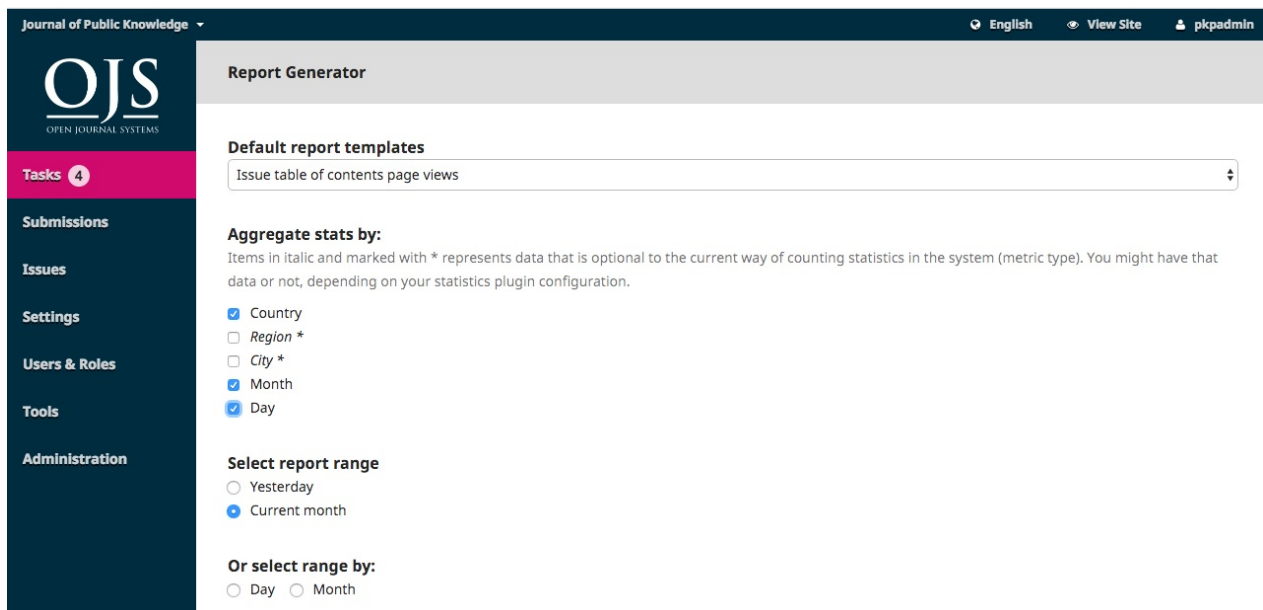 Journal of Public Knowledge
English
View Site
pkpadmin
OJS
OPEN JOURNAL SYSTEMS
Tasks 4
Submissions
Issues
Settings
Users & Roles
Tools
Administration
Report Generator
Default report templates
Issue table of contents page views
Aggregate stats by:
Items in italic and marked with * represents data that is optional to the current way of counting statistics in the system (metric type). You might have that
data or not, depending on your statistics plugin configuration.
Country
Region *
City *
Month
Day
Select report range
Yesterday
Current month
Or select range by:
Day Month